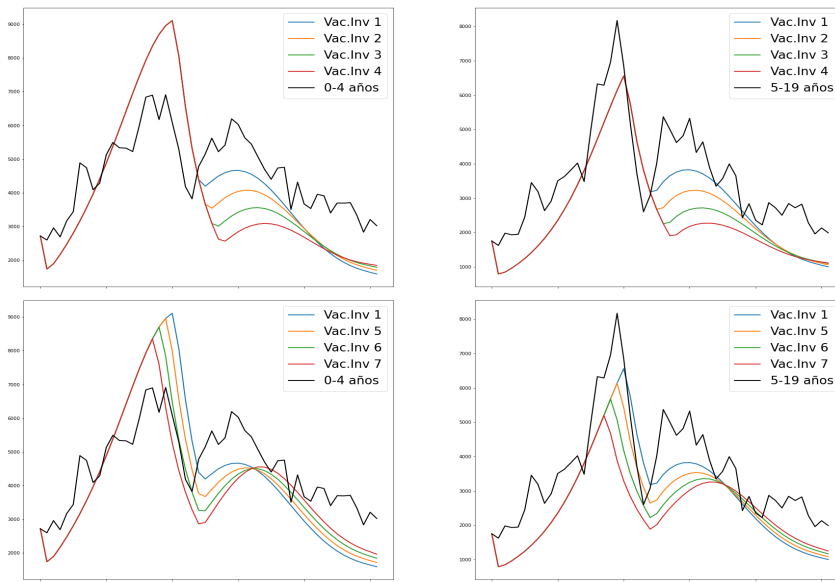 Vac.Inv 1
Vac.Inv 2
Vac.Inv 3
Vac.Inv 4
0-4 años
9000
8000
7000
6000
5000
4000
3000
2000
Vac.Inv 1
Vac.Inv 2
Vac.Inv 3
Vac.Inv 4
5-19 años
8000
7000
6000
5000
4000
3000
2000
1000
Vac.Inv 1
Vac.Inv 5
Vac.Inv 6
Vac.Inv 7
0-4 años
9000
8000
7000
6000
5000
4000
3000
2000
Vac.Inv 1
Vac.Inv 5
Vac.Inv 6
Vac.Inv 7
5-19 años
8000
7000
6000
5000
4000
3000
2000
1000